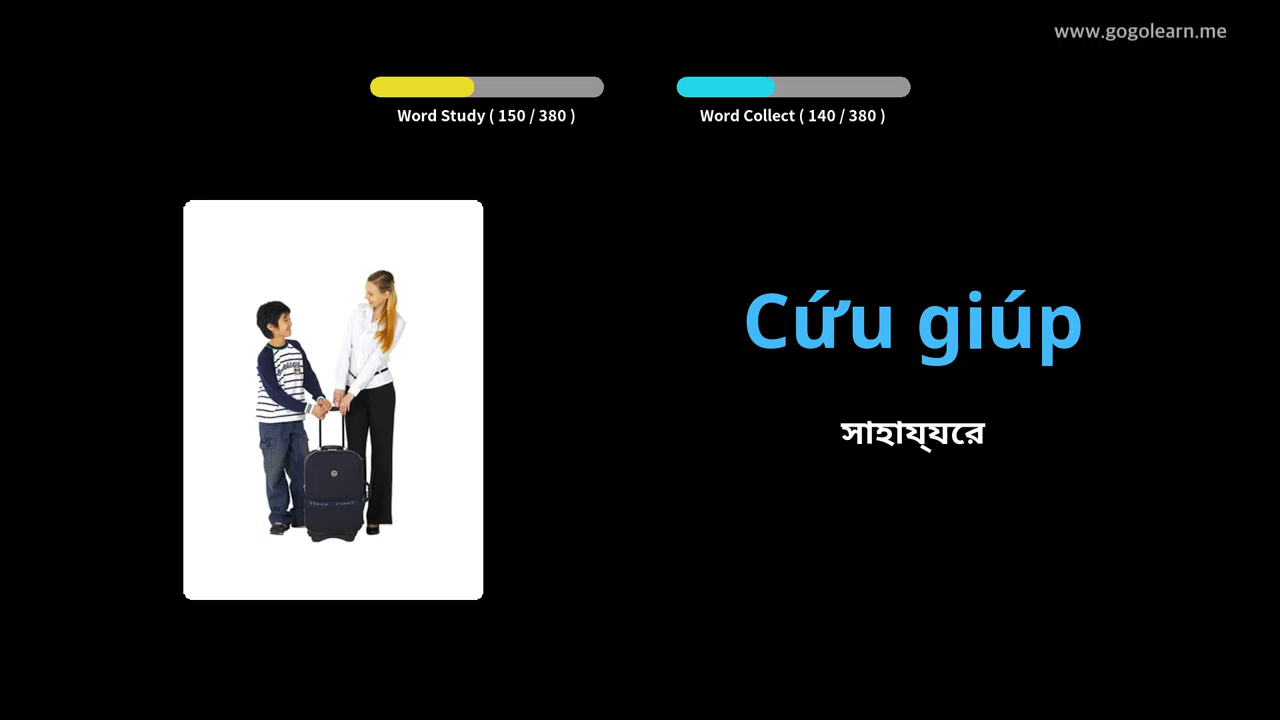 www.gogolearn.me
Word Study ( 150 / 380 )
Word Collect ( 140 / 380 )
Cứu giúp
সাহায্‌যরে